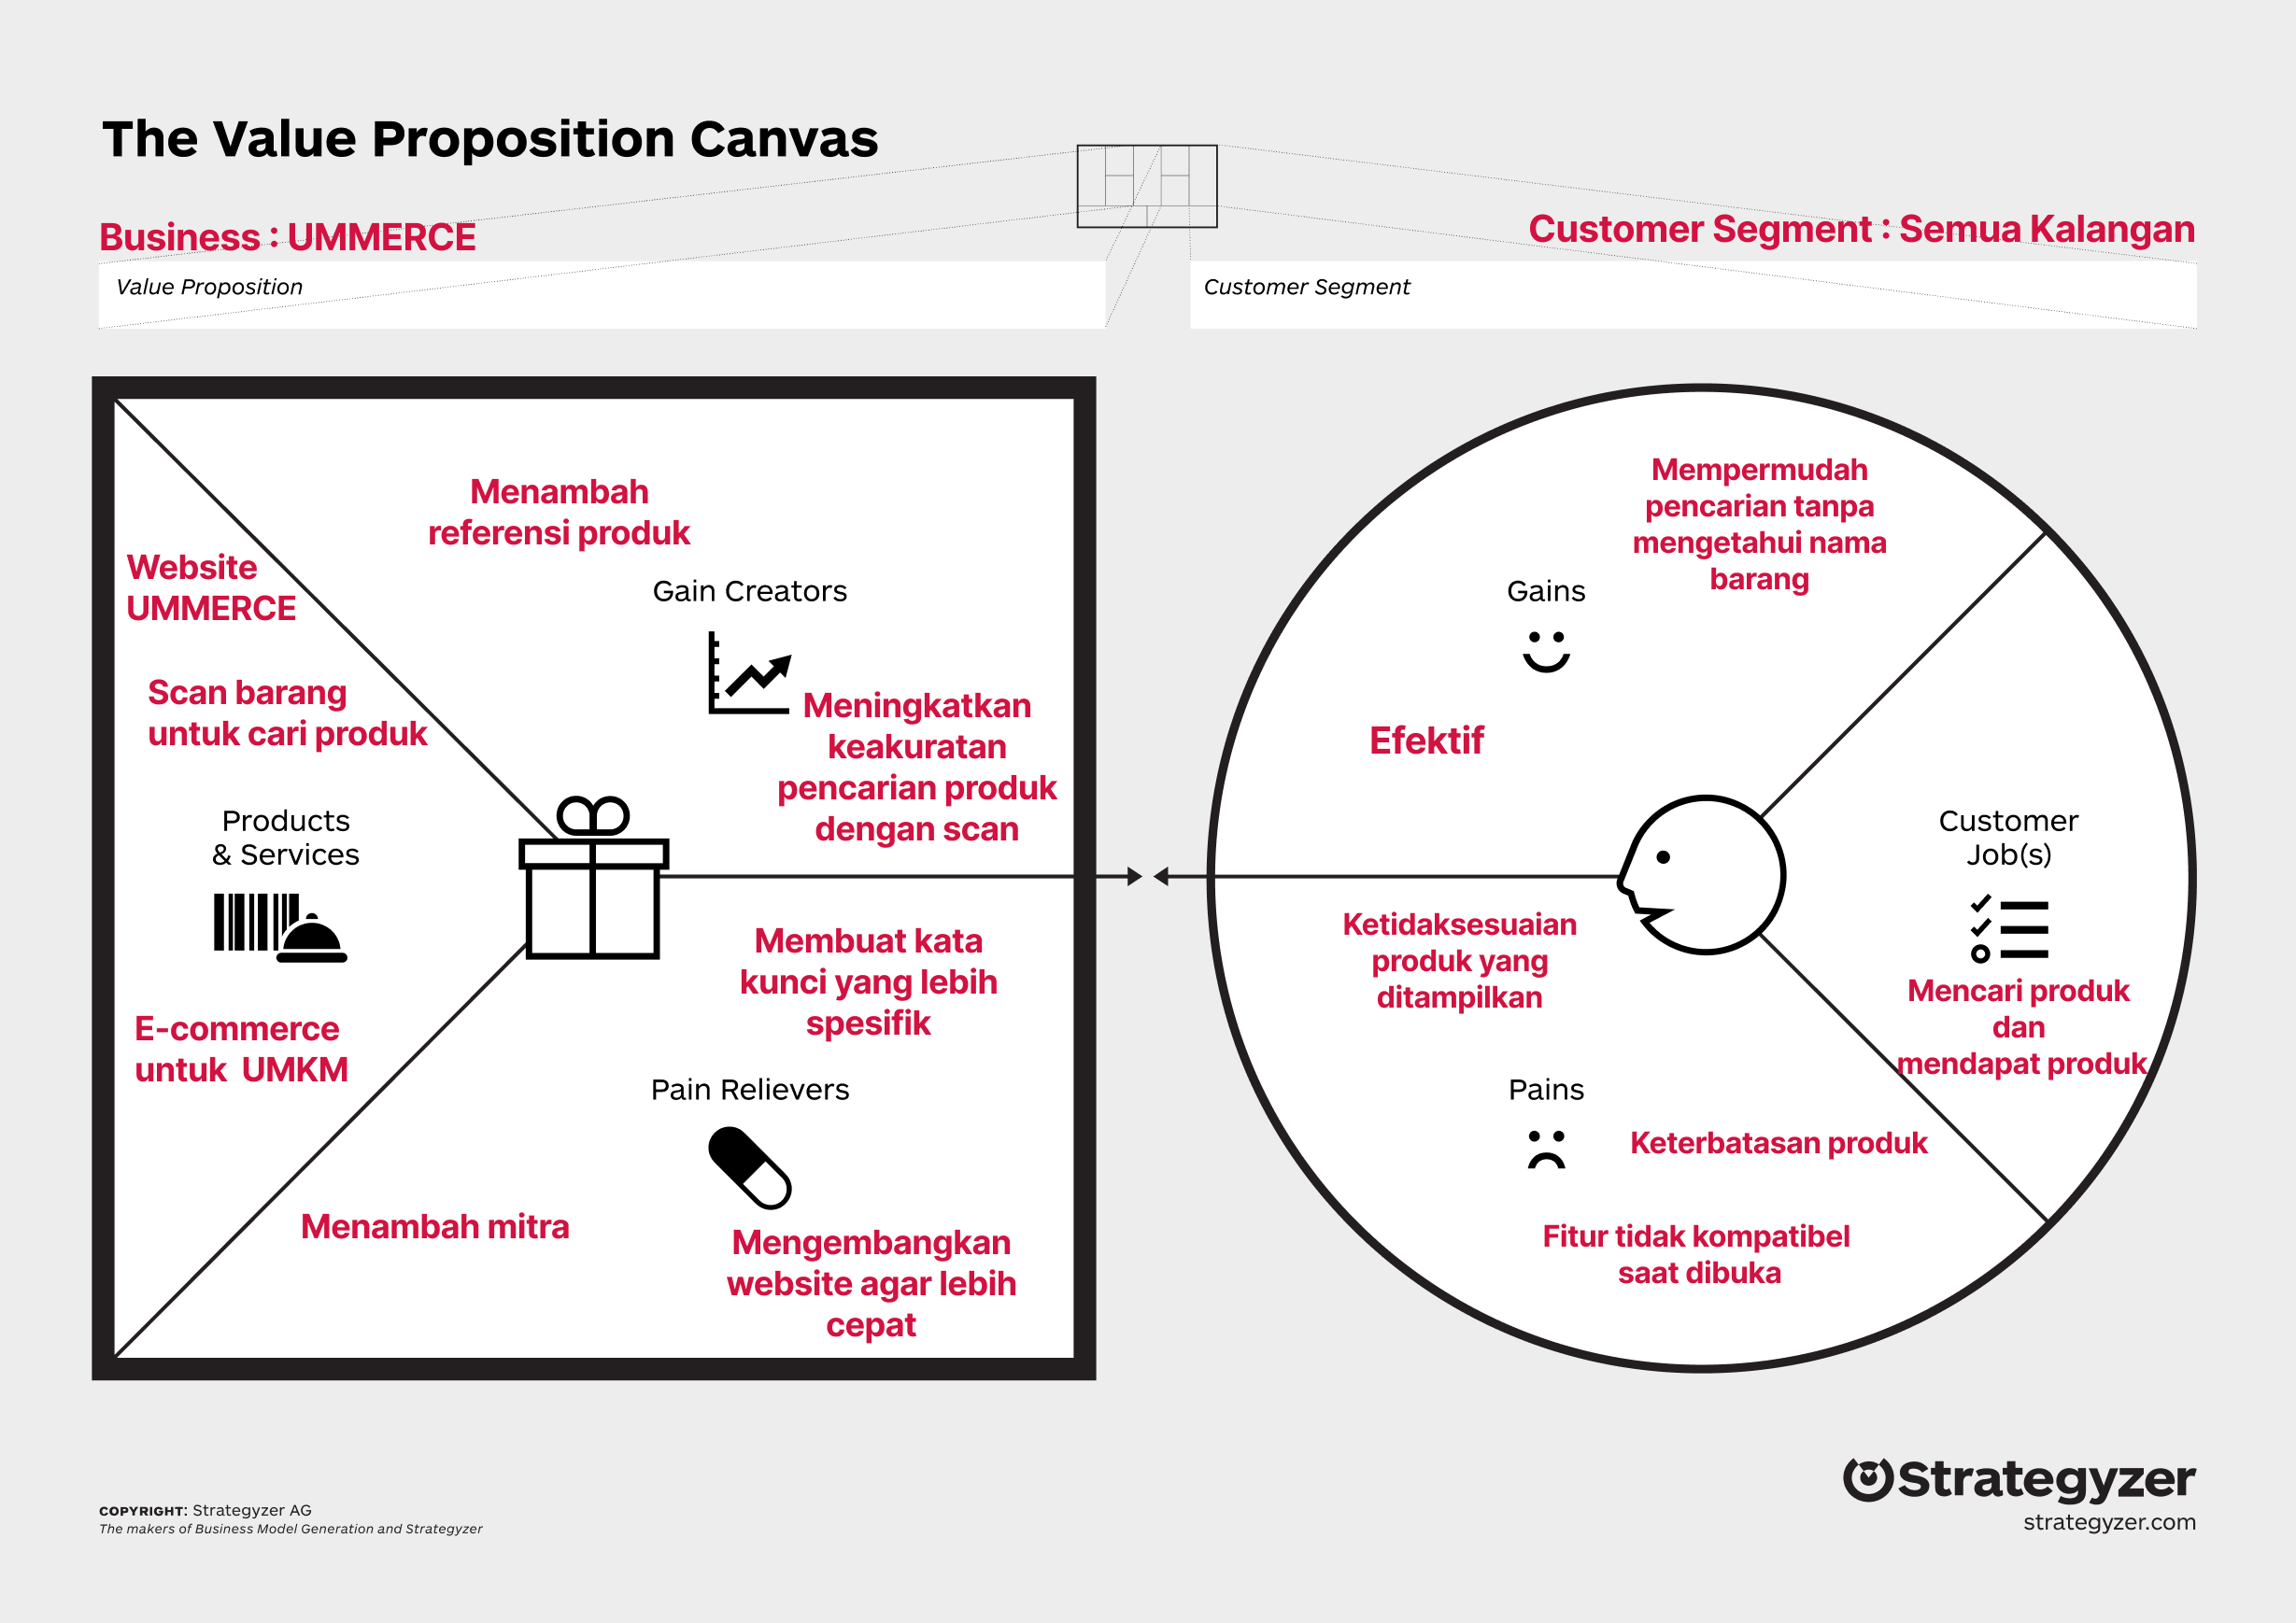 The Value Proposition Canvas
Business : UMMERCE
Customer Segment : Semua Kalangan
Value Proposition
Customer Segment
Website
UMMERCE
Scan barang
untuk cari produk
Products
& Services
E-commerce
untuk  UMKM
Menambah
referensi produk
Gain Creators
Meningkatkan
keakuratan
pencarian produk
dengan scan
Membuat kata
kunci yang lebih
spesifik
Pain Relievers
Menambah mitra
Mengembangkan
website agar lebih
cepat
Mempermudah
pencarian tanpa
mengetahui nama
barang
Gains
Efektif
Customer
Job(s)
Mencari produk
dan
mendapat produk
Ketidaksesuaian
produk yang
ditampilkan
Pains
Keterbatasan produk
Fitur tidak kompatibel
saat dibuka
COPYRIGHT: Strategyzer AG
The makers of Business Model Generation and Strategyzer
Strategyzer
strategyzer.com